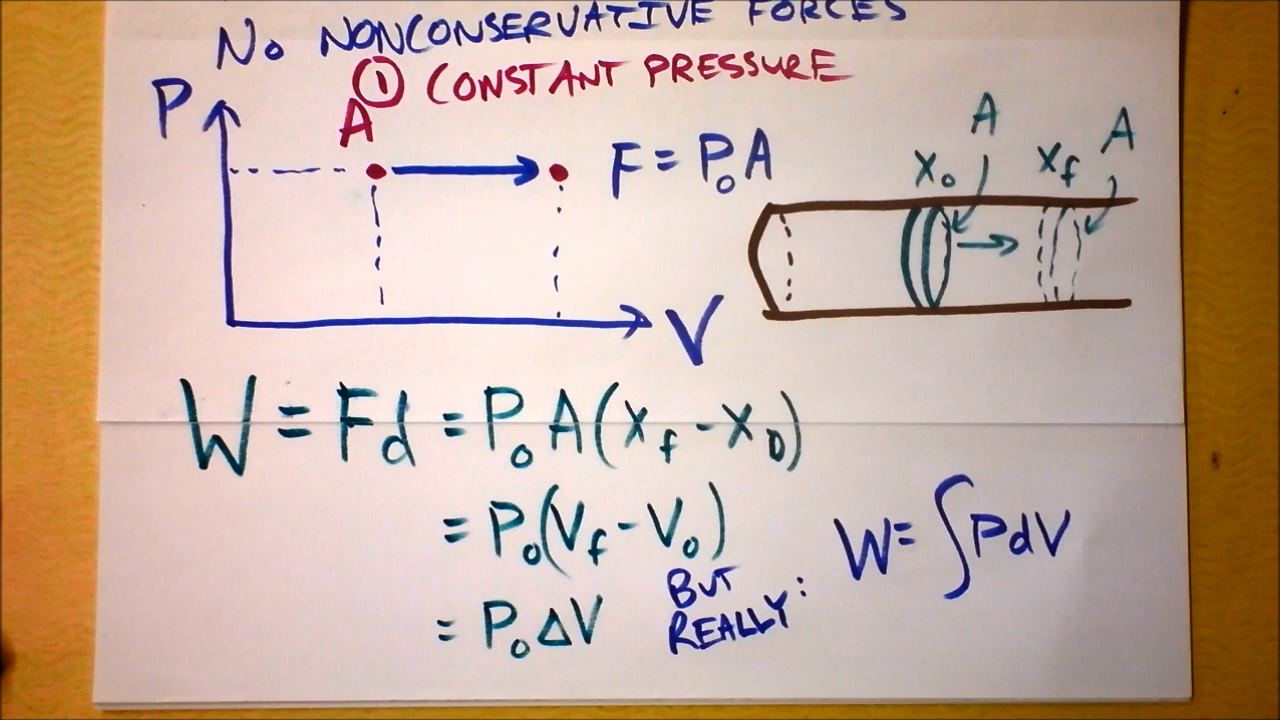 No NONCONSERVATIVE FORCES
① CONSTANT PRESSURE
P
A
F = P₀A
V
A
A
x₀
x_f
W = Fd = P₀A(x_f - x₀)
= P₀(V_f - V₀)
= P₀ΔV
BUT
REALLY:
W = ∫PdV